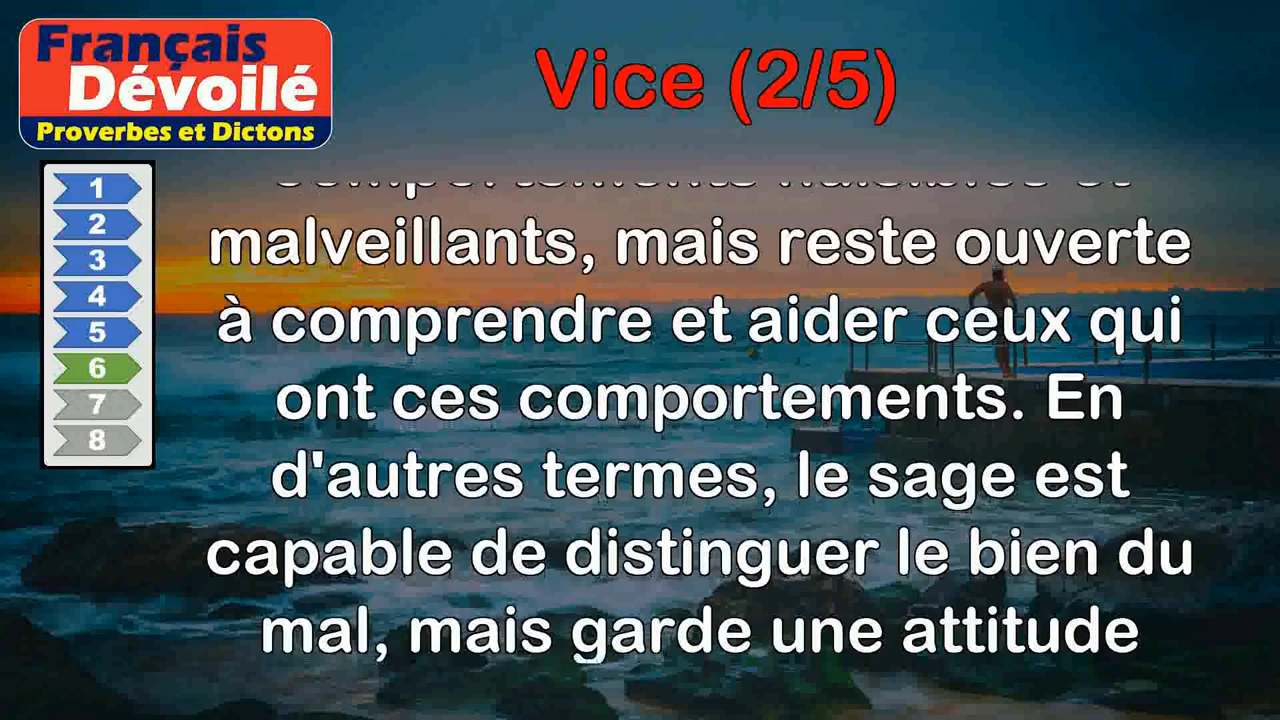 Français
Dévoilé
Proverbes et Dictons
Vice (2/5)
1
2
3
4
5
6
7
8
malveillants, mais reste ouverte
à comprendre et aider ceux qui
ont ces comportements. En
d'autres termes, le sage est
capable de distinguer le bien du
mal, mais garde une attitude